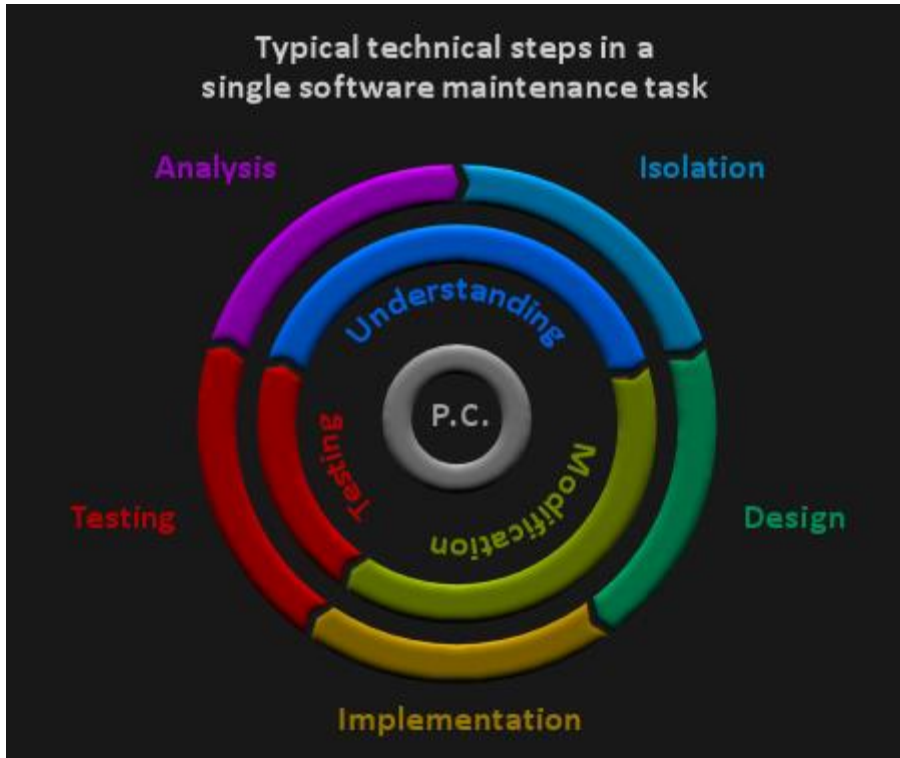 Typical technical steps in a
single software maintenance task
Analysis
Isolation
Understanding
P.C.
Testing
Modification
Testing
Design
Implementation